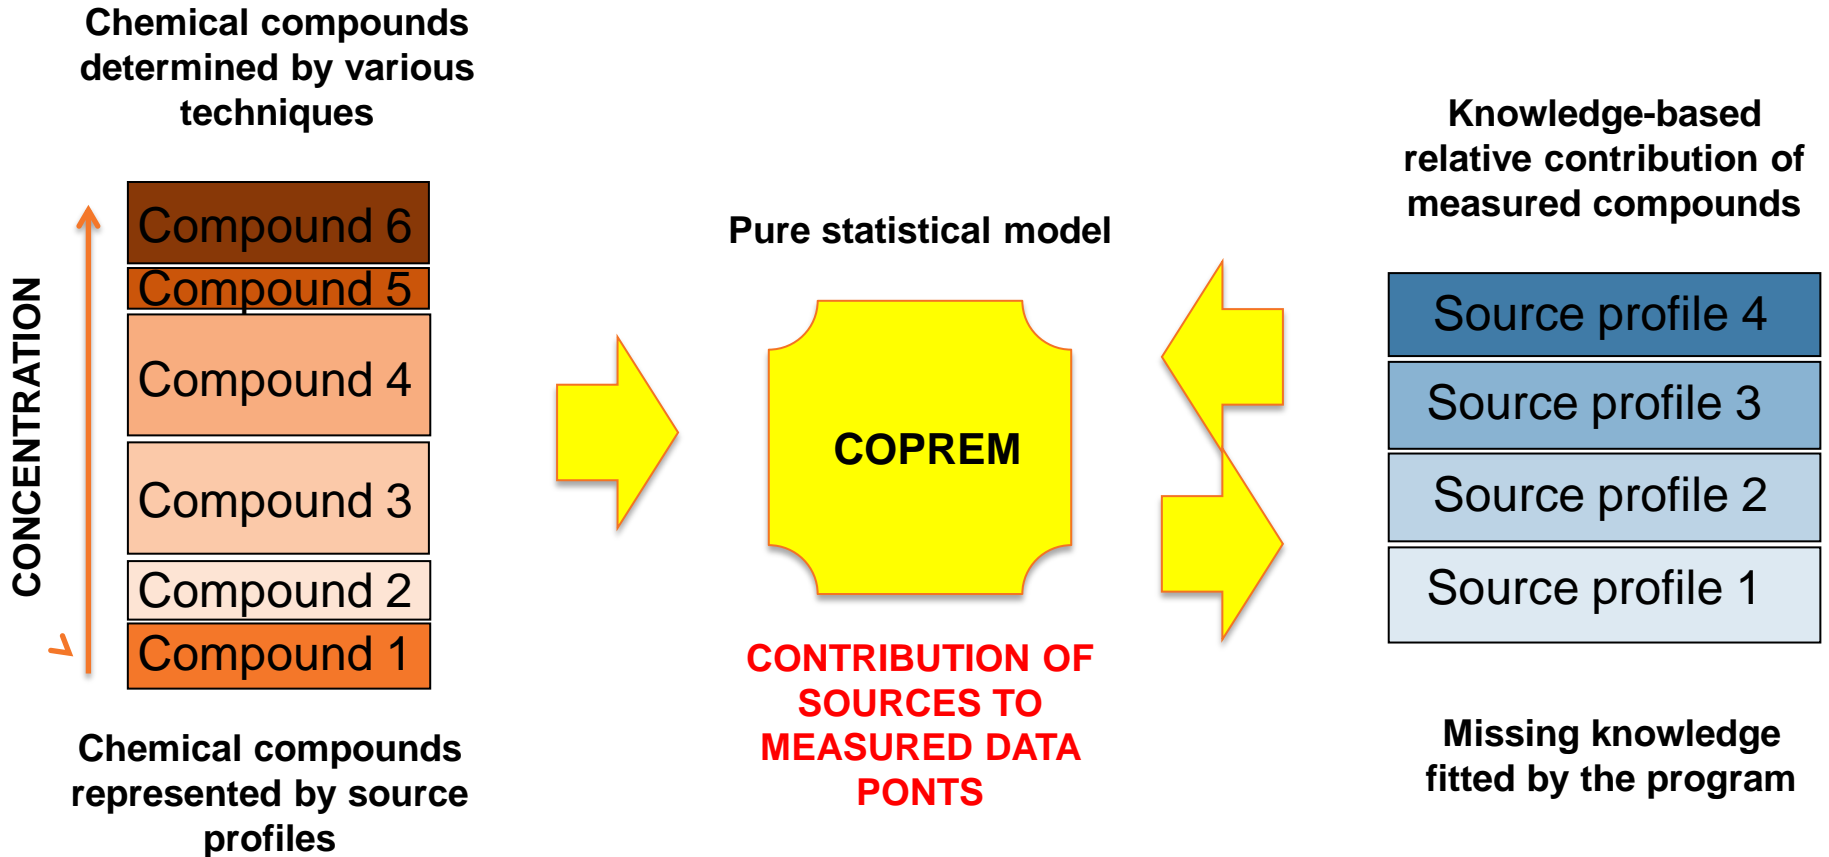 Chemical compounds
determined by various
techniques
CONCENTRATION
Compound 6
Compound 5
Compound 4
Compound 3
Compound 2
Compound 1
Chemical compounds
represented by source
profiles
Pure statistical model
COPREM
CONTRIBUTION OF
SOURCES TO
MEASURED DATA
PONTS
Knowledge-based
relative contribution of
measured compounds
Source profile 4
Source profile 3
Source profile 2
Source profile 1
Missing knowledge
fitted by the program